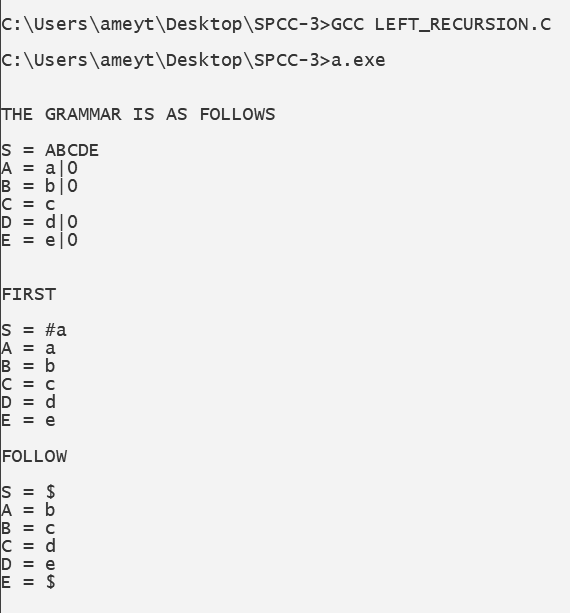 C:\Users\ameyt\Desktop\SPCC-3>GCC LEFT_RECURSION.C
C:\Users\ameyt\Desktop\SPCC-3>a.exe
THE GRAMMAR IS AS FOLLOWS
S = ABCDE
A = a|0
B = b|0
C = c
D = d|0
E = e|0
FIRST
S = #a
A = a
B = b
C = c
D = d
E = e
FOLLOW
S = $
A = b
B = c
C = d
D = e
E = $